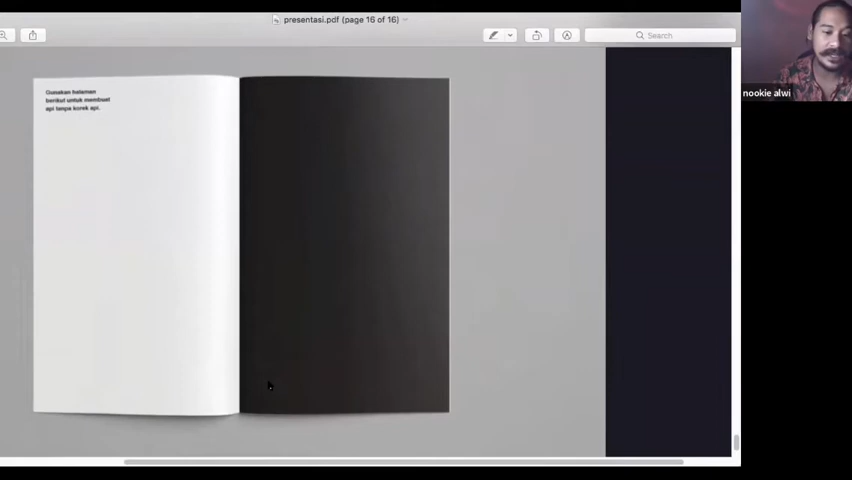 presentasi.pdf (page 16 of 16)
Search
nookie alwi
Gunakan halaman
berikut untuk membuat
api tanpa korek api.